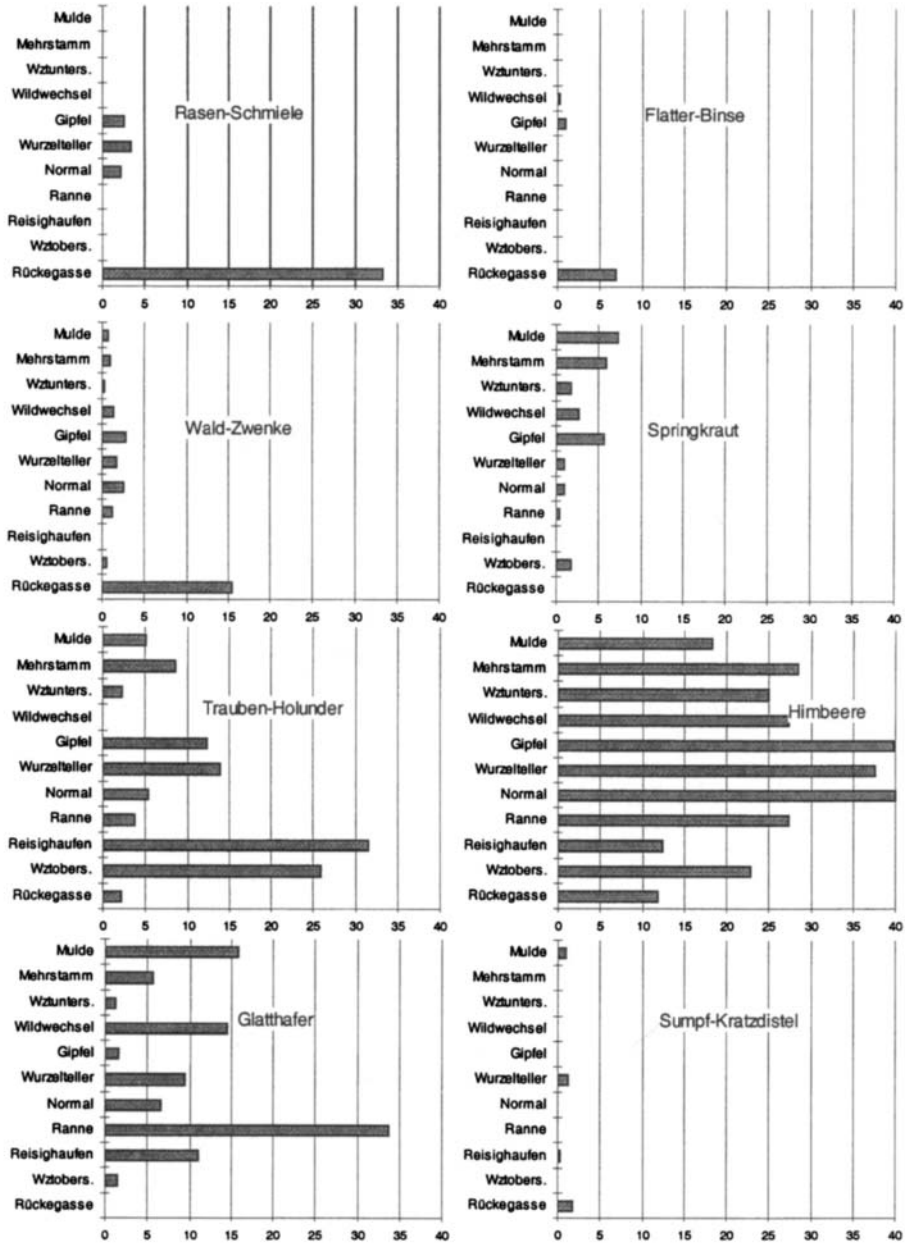 Mulde
Mehrstamm
Wztunters.
Wildwechsel
Gipfel
Wurzelteller
Normal
Ranne
Reisighaufen
Wztobers.
Rückegasse
Rasen-Schmiele
0 5 10 15 20 25 30 35 40
Mulde
Mehrstamm
Wztunters.
Wildwechsel
Gipfel
Wurzelteller
Normal
Ranne
Reisighaufen
Wztobers.
Rückegasse
Flatter-Binse
0 5 10 15 20 25 30 35 40
Mulde
Mehrstamm
Wztunters.
Wildwechsel
Gipfel
Wurzelteller
Normal
Ranne
Reisighaufen
Wztobers.
Rückegasse
Wald-Zwenke
0 5 10 15 20 25 30 35 40
Mulde
Mehrstamm
Wztunters.
Wildwechsel
Gipfel
Wurzelteller
Normal
Ranne
Reisighaufen
Wztobers.
Rückegasse
Springkraut
0 5 10 15 20 25 30 35 40
Mulde
Mehrstamm
Wztunters.
Wildwechsel
Gipfel
Wurzelteller
Normal
Ranne
Reisighaufen
Wztobers.
Rückegasse
Trauben-Holunder
0 5 10 15 20 25 30 35 40
Mulde
Mehrstamm
Wztunters.
Wildwechsel
Gipfel
Wurzelteller
Normal
Ranne
Reisighaufen
Wztobers.
Rückegasse
Himbeere
0 5 10 15 20 25 30 35 40
Mulde
Mehrstamm
Wztunters.
Wildwechsel
Gipfel
Wurzelteller
Normal
Ranne
Reisighaufen
Wztobers.
Rückegasse
Glatthafer
0 5 10 15 20 25 30 35 40
Mulde
Mehrstamm
Wztunters.
Wildwechsel
Gipfel
Wurzelteller
Normal
Ranne
Reisighaufen
Wztobers.
Rückegasse
Sumpf-Kratzdistel
0 5 10 15 20 25 30 35 40